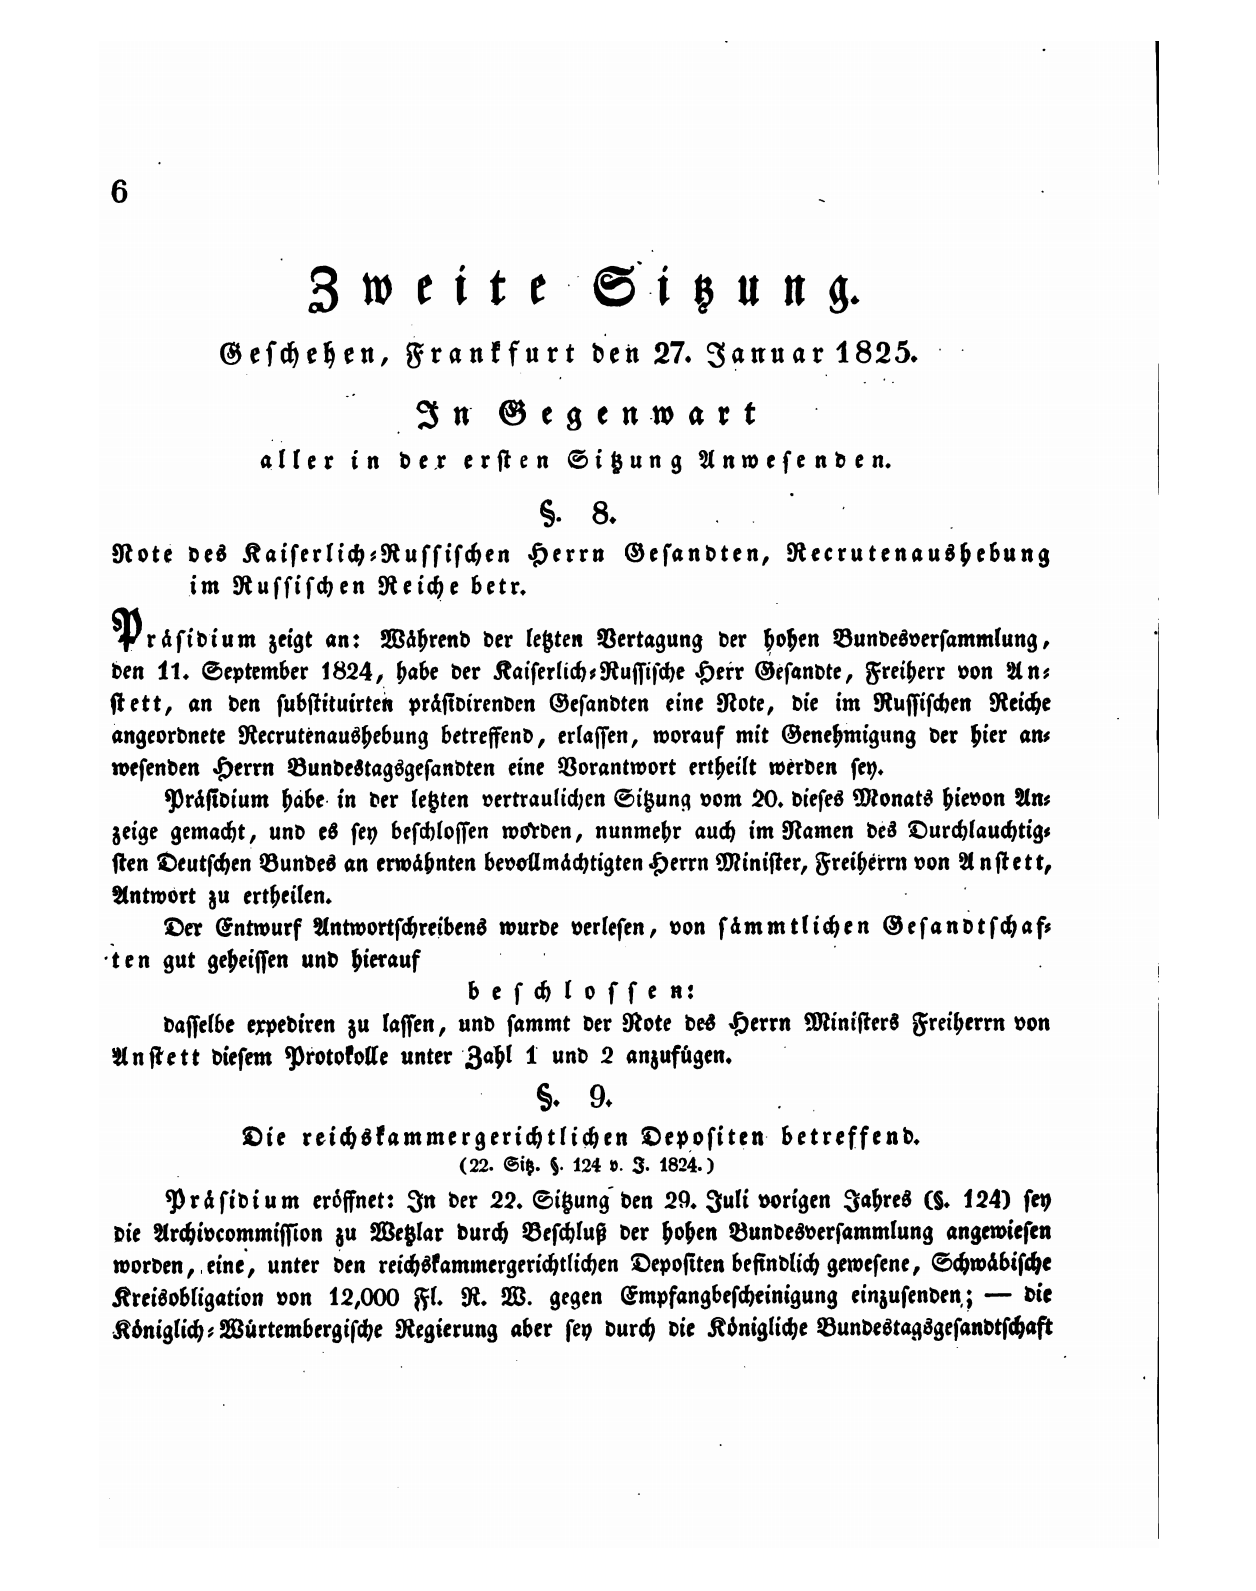 6
Zweite Sitzung.
Geschehen, Frankfurt den 27. Januar 1825.
In Gegenwart
aller in der ersten Sitzung Anwesenden.
§. 8.
Note des Kaiserlich-Russischen Herrn Gesandten, Recrutenaushebung
im Russischen Reiche betr.
Präsidium zeigt an: Während der letzten Vertagung der hohen Bundesversammlung,
den 11. September 1824, habe der Kaiserlich-Russische Herr Gesandte, Freiherr von An-
stett, an den substituirten präsidirenden Gesandten eine Note, die im Russischen Reiche
angeordnete Recrutenaushebung betreffend, erlassen, worauf mit Genehmigung der hier an-
wesenden Herrn Bundestagsgesandten eine Vorantwort ertheilt werden sey.
Präsidium habe in der letzten vertraulichen Sitzung vom 20. dieses Monats hievon An-
zeige gemacht, und es sey beschlossen worden, nunmehr auch im Namen des Durchlauchtig-
sten Deutschen Bundes an erwähnten bevollmächtigten Herrn Minister, Freiherrn von Anstett,
Antwort zu ertheilen.
Der Entwurf Antwortschreibens wurde verlesen, von sämmtlichen Gesandtschaf-
ten gut geheissen und hierauf
beschlossen:
dasselbe expediren zu lassen, und sammt der Note des Herrn Ministers Freiherrn von
Anstett diesem Protokolle unter Zahl 1 und 2 anzufügen.
§. 9.
Die reichskammergerichtlichen Depositen betreffend.
(22. Sitz. §. 124 v. J. 1824.)
Präsidium eröffnet: In der 22. Sitzung den 29. Juli vorigen Jahres (§. 124) sey
die Archivcommission zu Wetzlar durch Beschluß der hohen Bundesversammlung angewiesen
worden, eine, unter den reichskammergerichtlichen Depositen befindlich gewesene, Schwäbische
Kreisobligation von 12,000 Fl. R. W. gegen Empfangbescheinigung einzusenden; — die
Königlich-Würtembergische Regierung aber sey durch die Königliche Bundestagsgesandtschaft